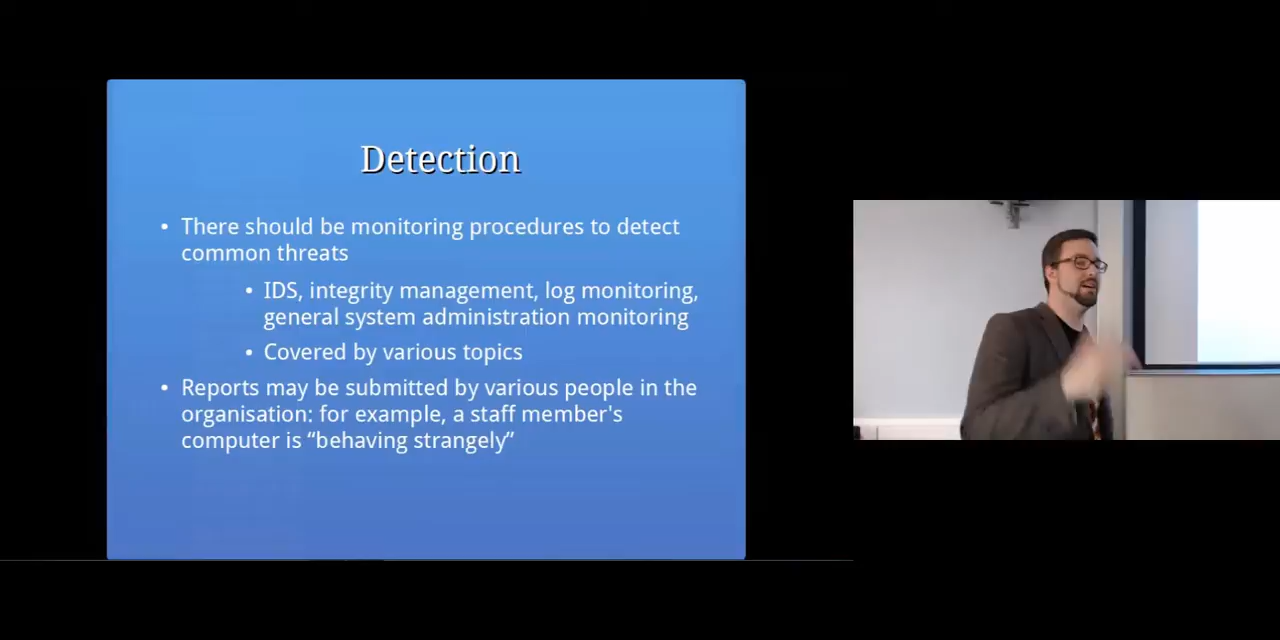 Detection
• There should be monitoring procedures to detect
common threats
• IDS, integrity management, log monitoring,
general system administration monitoring
• Covered by various topics
• Reports may be submitted by various people in the
organisation: for example, a staff member's
computer is “behaving strangely”